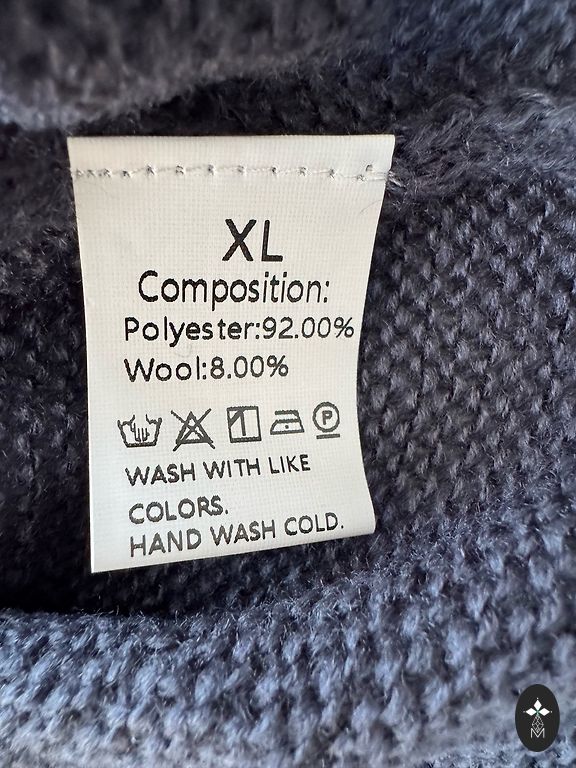 XL
Composition:
Polyester:92.00%
Wool:8.00%
P
WASH WITH LIKE
COLORS.
HAND WASH COLD.
M